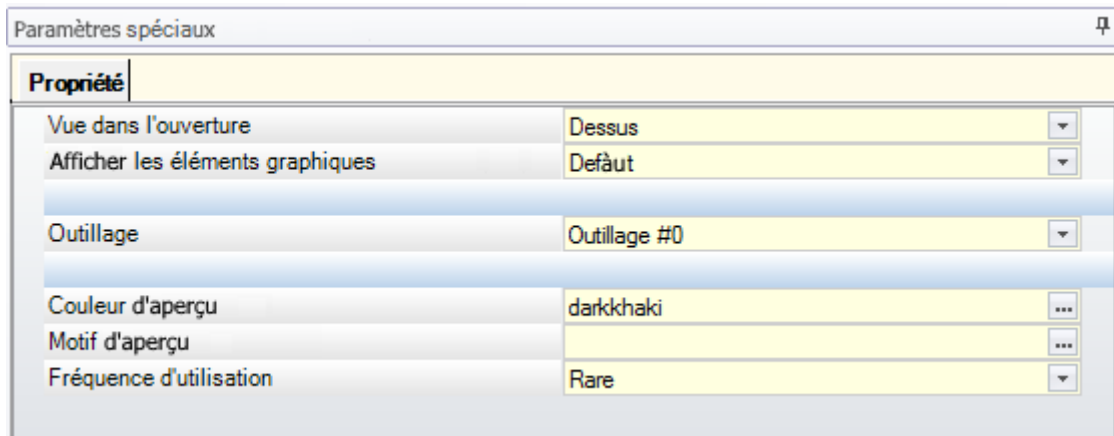 Paramètres spéciaux
Propriété
Vue dans l'ouverture Dessus
Afficher les éléments graphiques Defàut
Outillage Outillage #0
Couleur d'aperçu darkkhaki ...
Motif d'aperçu ...
Fréquence d'utilisation Rare